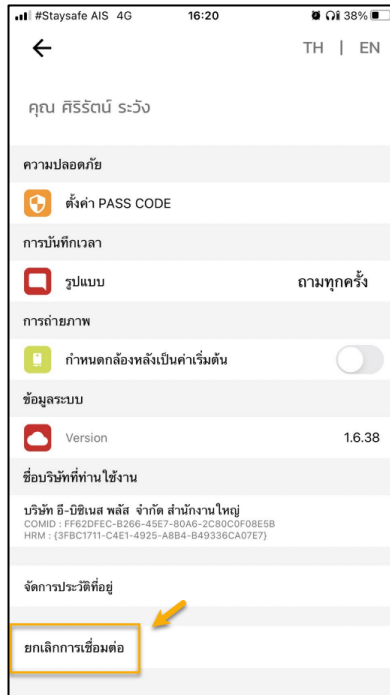 #Staysafe AIS 4G 16:20 38%
TH | EN
คุณ ศิริรัตน์ ระวัง
ความปลอดภัย
ตั้งค่า PASS CODE
การบันทึกเวลา
รูปแบบ ถามทุกครั้ง
การถ่ายภาพ
กำหนดกล้องหลังเป็นค่าเริ่มต้น
ข้อมูลระบบ
Version 1.6.38
ชื่อบริษัทที่ท่านใช้งาน
บริษัท อี-บิซิเนส พลัส จำกัด สำนักงานใหญ่
COMID : FF62DFEC-B266-45E7-80A6-2C80C0F08E5B
HRM : {3FBC1711-C4E1-4925-A8B4-B49336CA07E7}
จัดการประวัติที่อยู่
ยกเลิกการเชื่อมต่อ